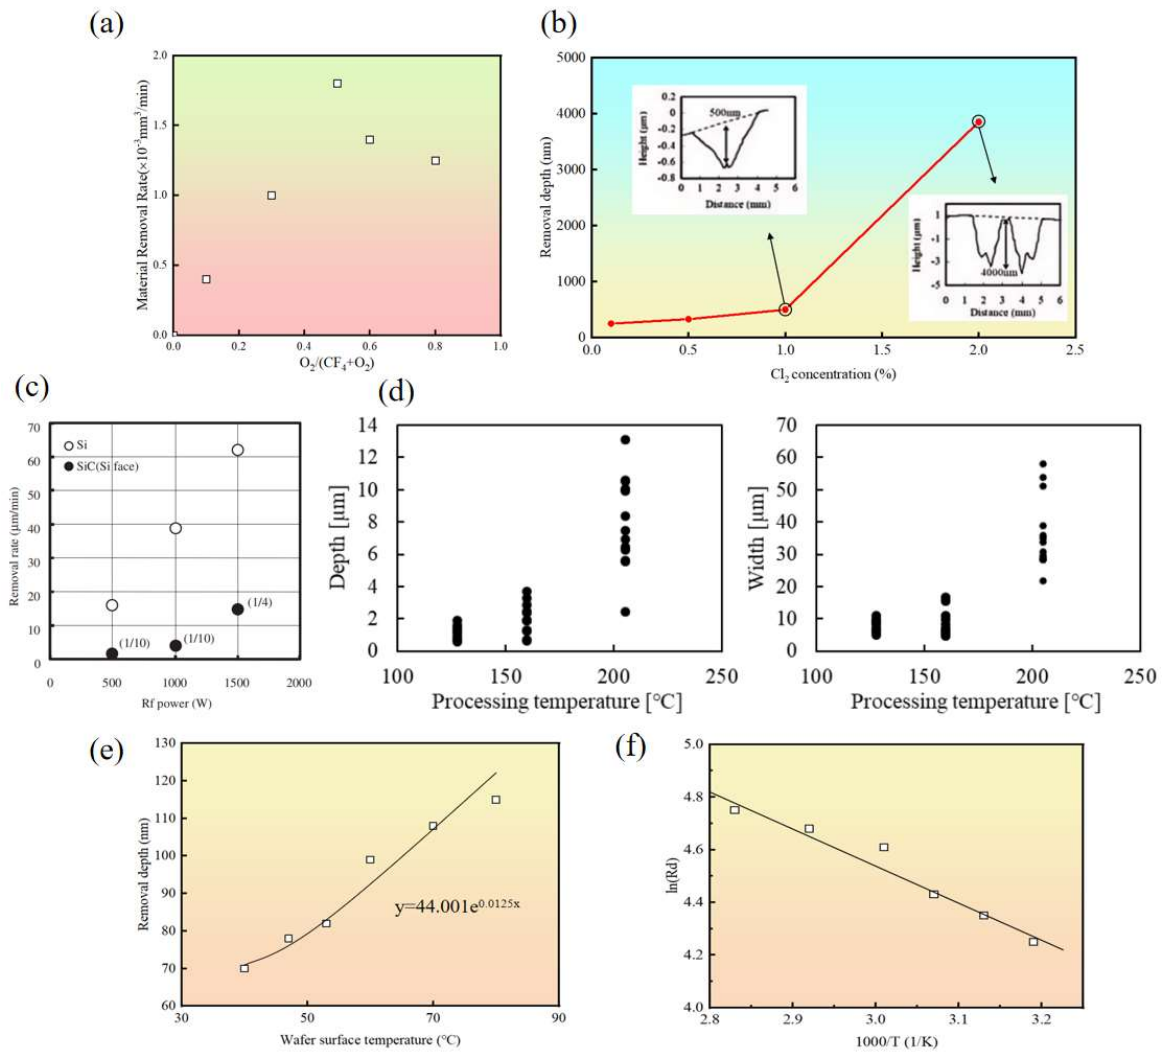 (a)
Material Removal Rate(×10⁻³mm³/min)
2.0
1.5
1.0
0.5
0.0
0.0 0.2 0.4 0.6 0.8 1.0
O₂/(CF₄+O₂)
(b)
Removal depth (nm)
5000
4000
3000
2000
1000
0
0.0 0.5 1.0 1.5 2.0 2.5
Cl₂ concentration (%)
Height (μm)
0.2
0
-0.2
-0.4
-0.6
-0.8
500nm
0 1 2 3 4 5 6
Distance (mm)
Height (μm)
1
-1
-3
-5
4000nm
0 1 2 3 4 5 6
Distance (mm)
(c)
Removal rate (μm/min)
70
60
50
40
30
20
10
0
Si
SiC(Si face)
(1/10)
(1/10)
(1/4)
0 500 1000 1500 2000
Rf power (W)
(d)
Depth [μm]
14
12
10
8
6
4
2
0
100 150 200 250
Processing temperature [°C]
Width [μm]
70
60
50
40
30
20
10
0
100 150 200 250
Processing temperature [°C]
(e)
Removal depth (nm)
130
120
110
100
90
80
70
60
y=44.001e⁰·⁰¹²⁵ˣ
30 50 70 90
Wafer surface temperature (°C)
(f)
ln(Rd)
5.0
4.8
4.6
4.4
4.2
4.0
2.8 2.9 3.0 3.1 3.2
1000/T (1/K)